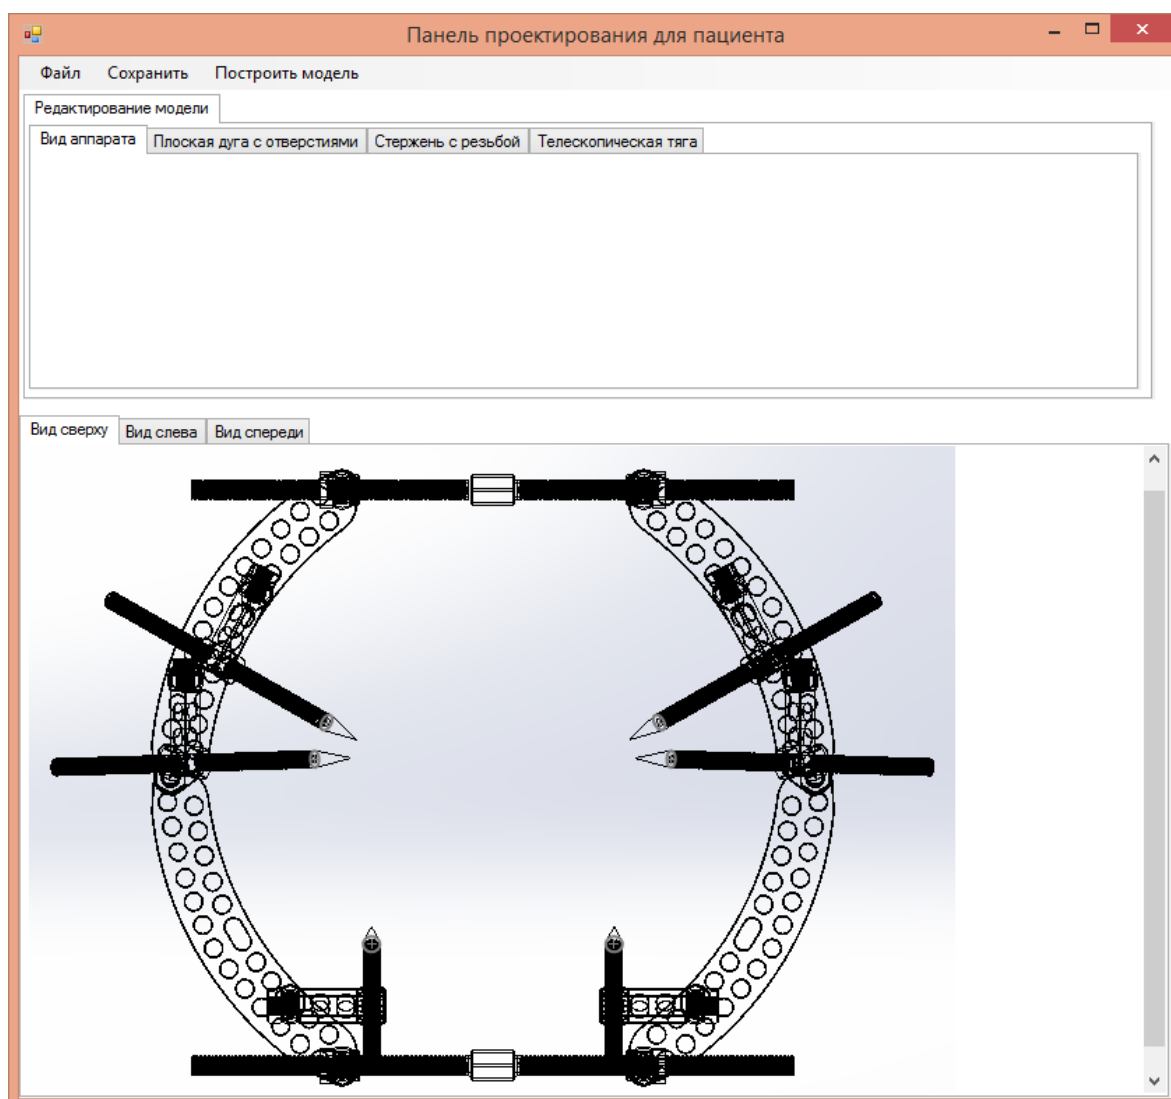 Панель проектирования для пациента
Файл Сохранить Построить модель
Редактирование модели
Вид аппарата Плоская дуга с отверстиями Стержень с резьбой Телескопическая тяга
Вид сверху Вид слева Вид спереди